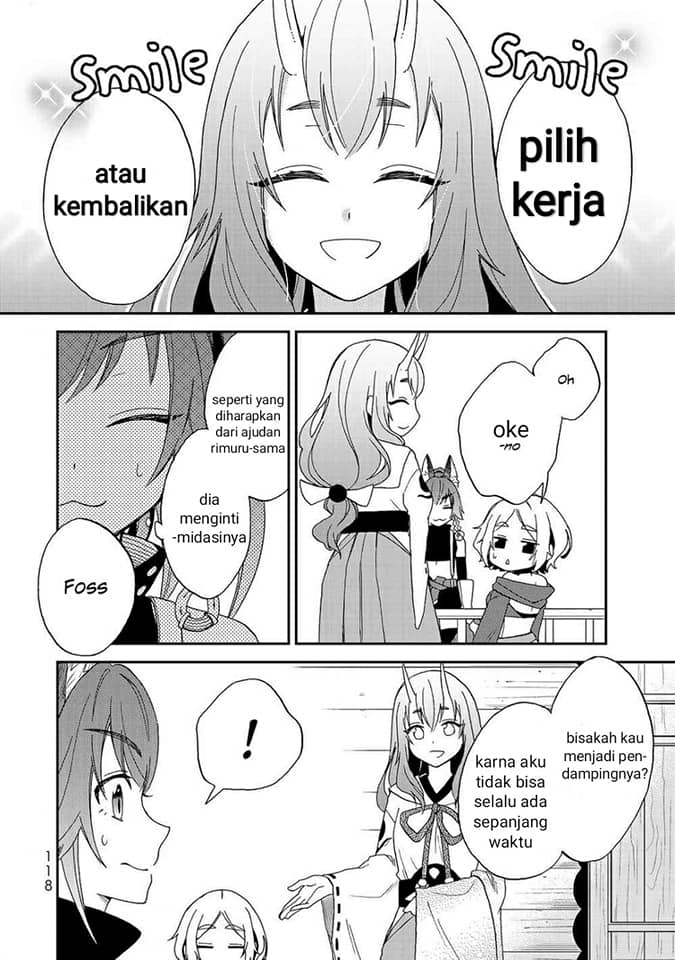 Smile
pilih
kerja
Smile
atau
kembalikan
Oh
oke
-no
seperti yang
diharapkan
dari ajudan
rimuru-sama
dia
menginti
-midasinya
Foss
bisakah kau
menjadi pen-
dampingnya?
karna aku
tidak bisa
selalu ada
sepanjang
waktu
!
118